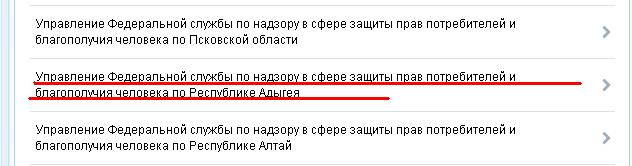 Управление Федеральной службы по надзору в сфере защиты прав потребителей и
благополучия человека по Псковской области
Управление Федеральной службы по надзору в сфере защиты прав потребителей и
благополучия человека по Республике Адыгея
Управление Федеральной службы по надзору в сфере защиты прав потребителей и
благополучия человека по Республике Алтай